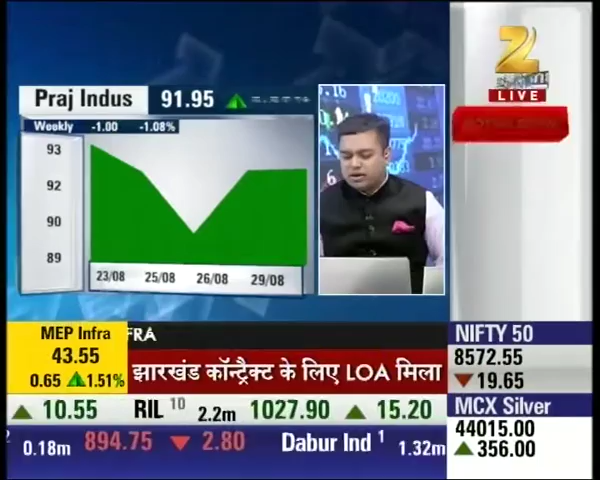 Praj Indus 91.95
Weekly -1.00 -1.08%
93
92
90
89
23/08 25/08 26/08 29/08
LIVE
MEP Infra
43.55
0.65 1.51%
FRA
झारखंड कॉन्ट्रैक्ट के लिए LOA मिला
NIFTY 50
8572.55
19.65
MCX Silver
44015.00
356.00
10.55 RIL 10 2.2m 1027.90 15.20
2 0.18m 894.75 2.80 Dabur Ind 1 1.32m